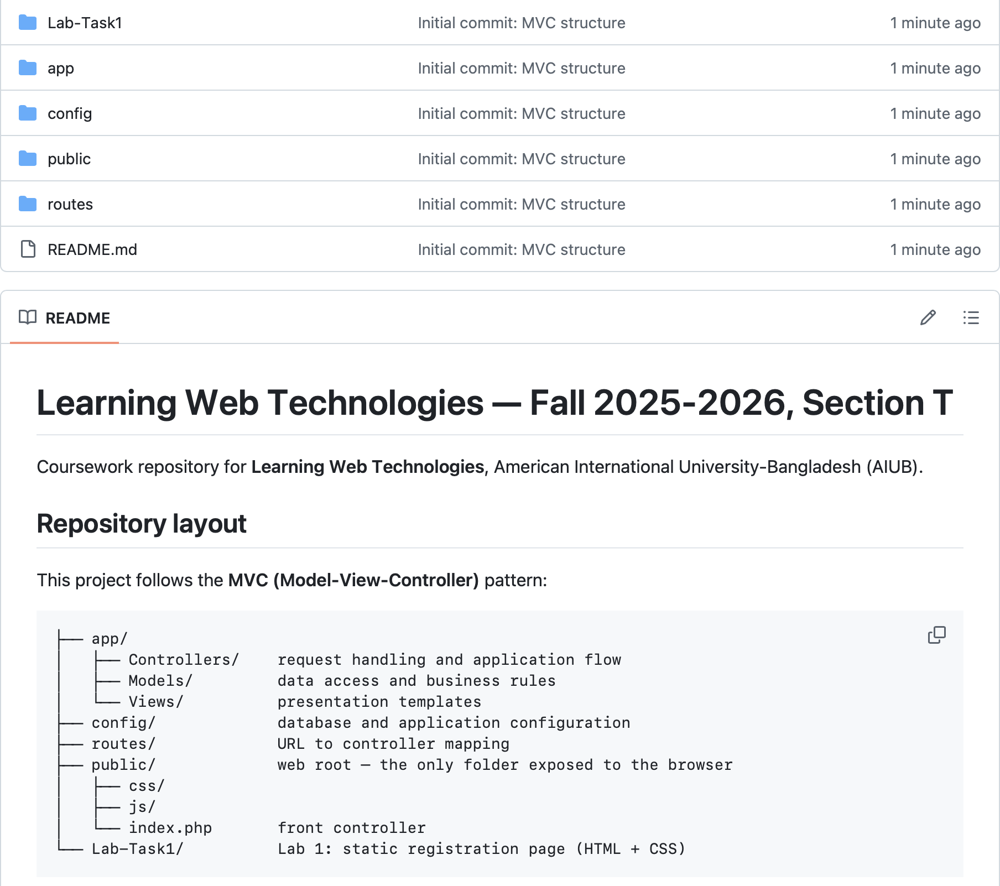 Lab-Task1 Initial commit: MVC structure 1 minute ago
app Initial commit: MVC structure 1 minute ago
config Initial commit: MVC structure 1 minute ago
public Initial commit: MVC structure 1 minute ago
routes Initial commit: MVC structure 1 minute ago
README.md Initial commit: MVC structure 1 minute ago
README
Learning Web Technologies — Fall 2025-2026, Section T
Coursework repository for Learning Web Technologies, American International University-Bangladesh (AIUB).
Repository layout
This project follows the MVC (Model-View-Controller) pattern:
├── app/
│   ├── Controllers/    request handling and application flow
│   ├── Models/         data access and business rules
│   └── Views/          presentation templates
├── config/             database and application configuration
├── routes/             URL to controller mapping
├── public/             web root — the only folder exposed to the browser
│   ├── css/
│   ├── js/
│   └── index.php       front controller
└── Lab-Task1/          Lab 1: static registration page (HTML + CSS)